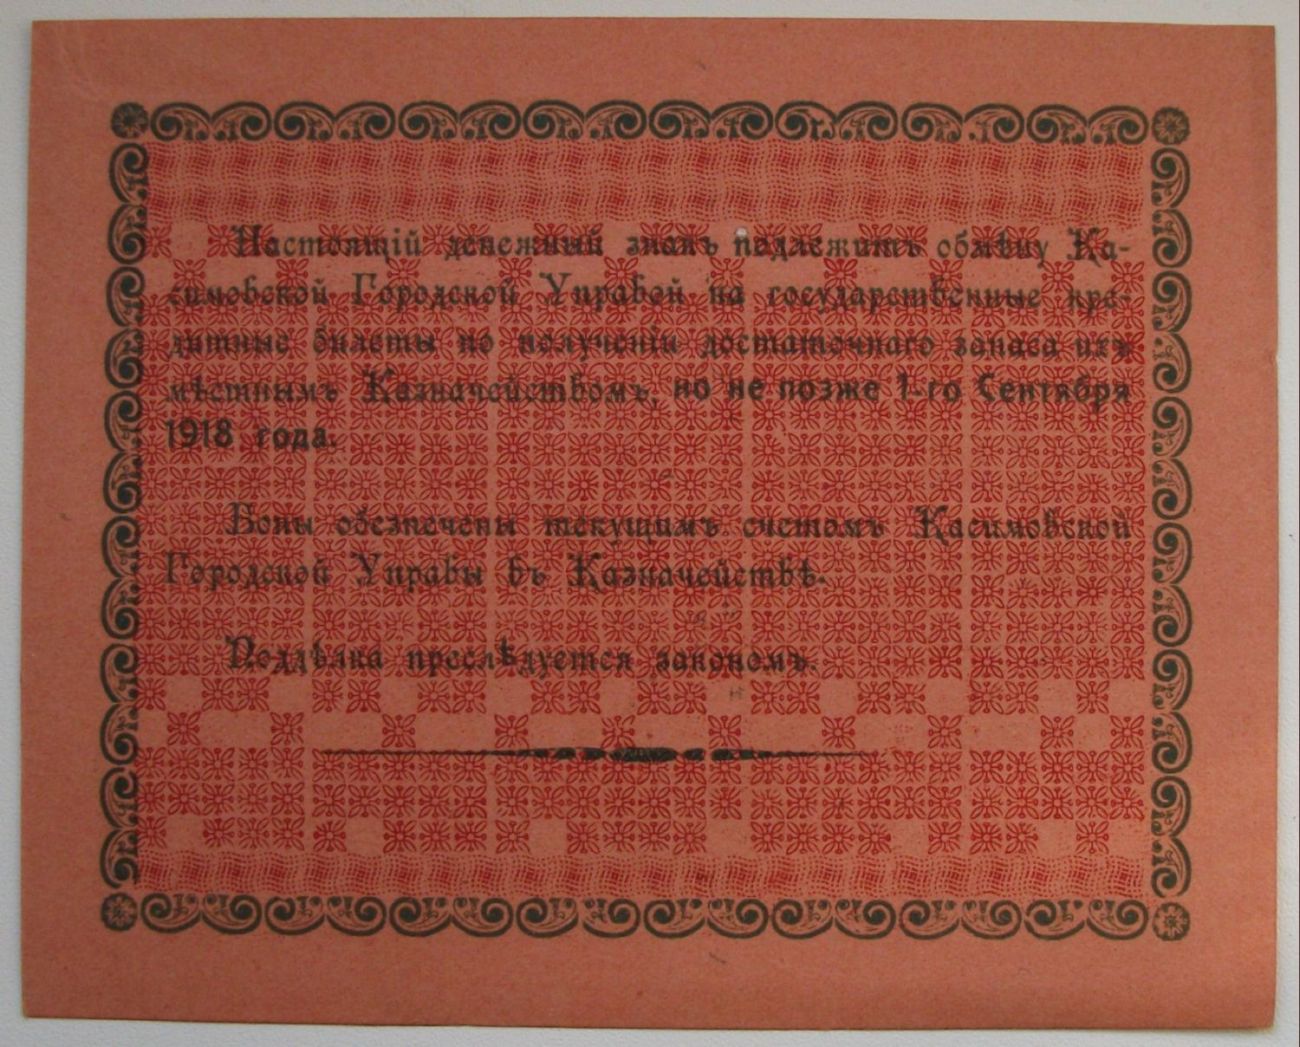 Настоящій денежный знакъ подлежитъ обмѣну Ка-
симовской Городской Управой на государственные кре-
дитные билеты по полученіи достаточнаго запаса ихъ
мѣстнымъ Казначействомъ, но не позже 1-го Сентября
1918 года.
Боны обезпечены текущимъ счетомъ Касимовской
Городской Управы въ Казначействѣ.
Поддѣлка преслѣдуется закономъ.